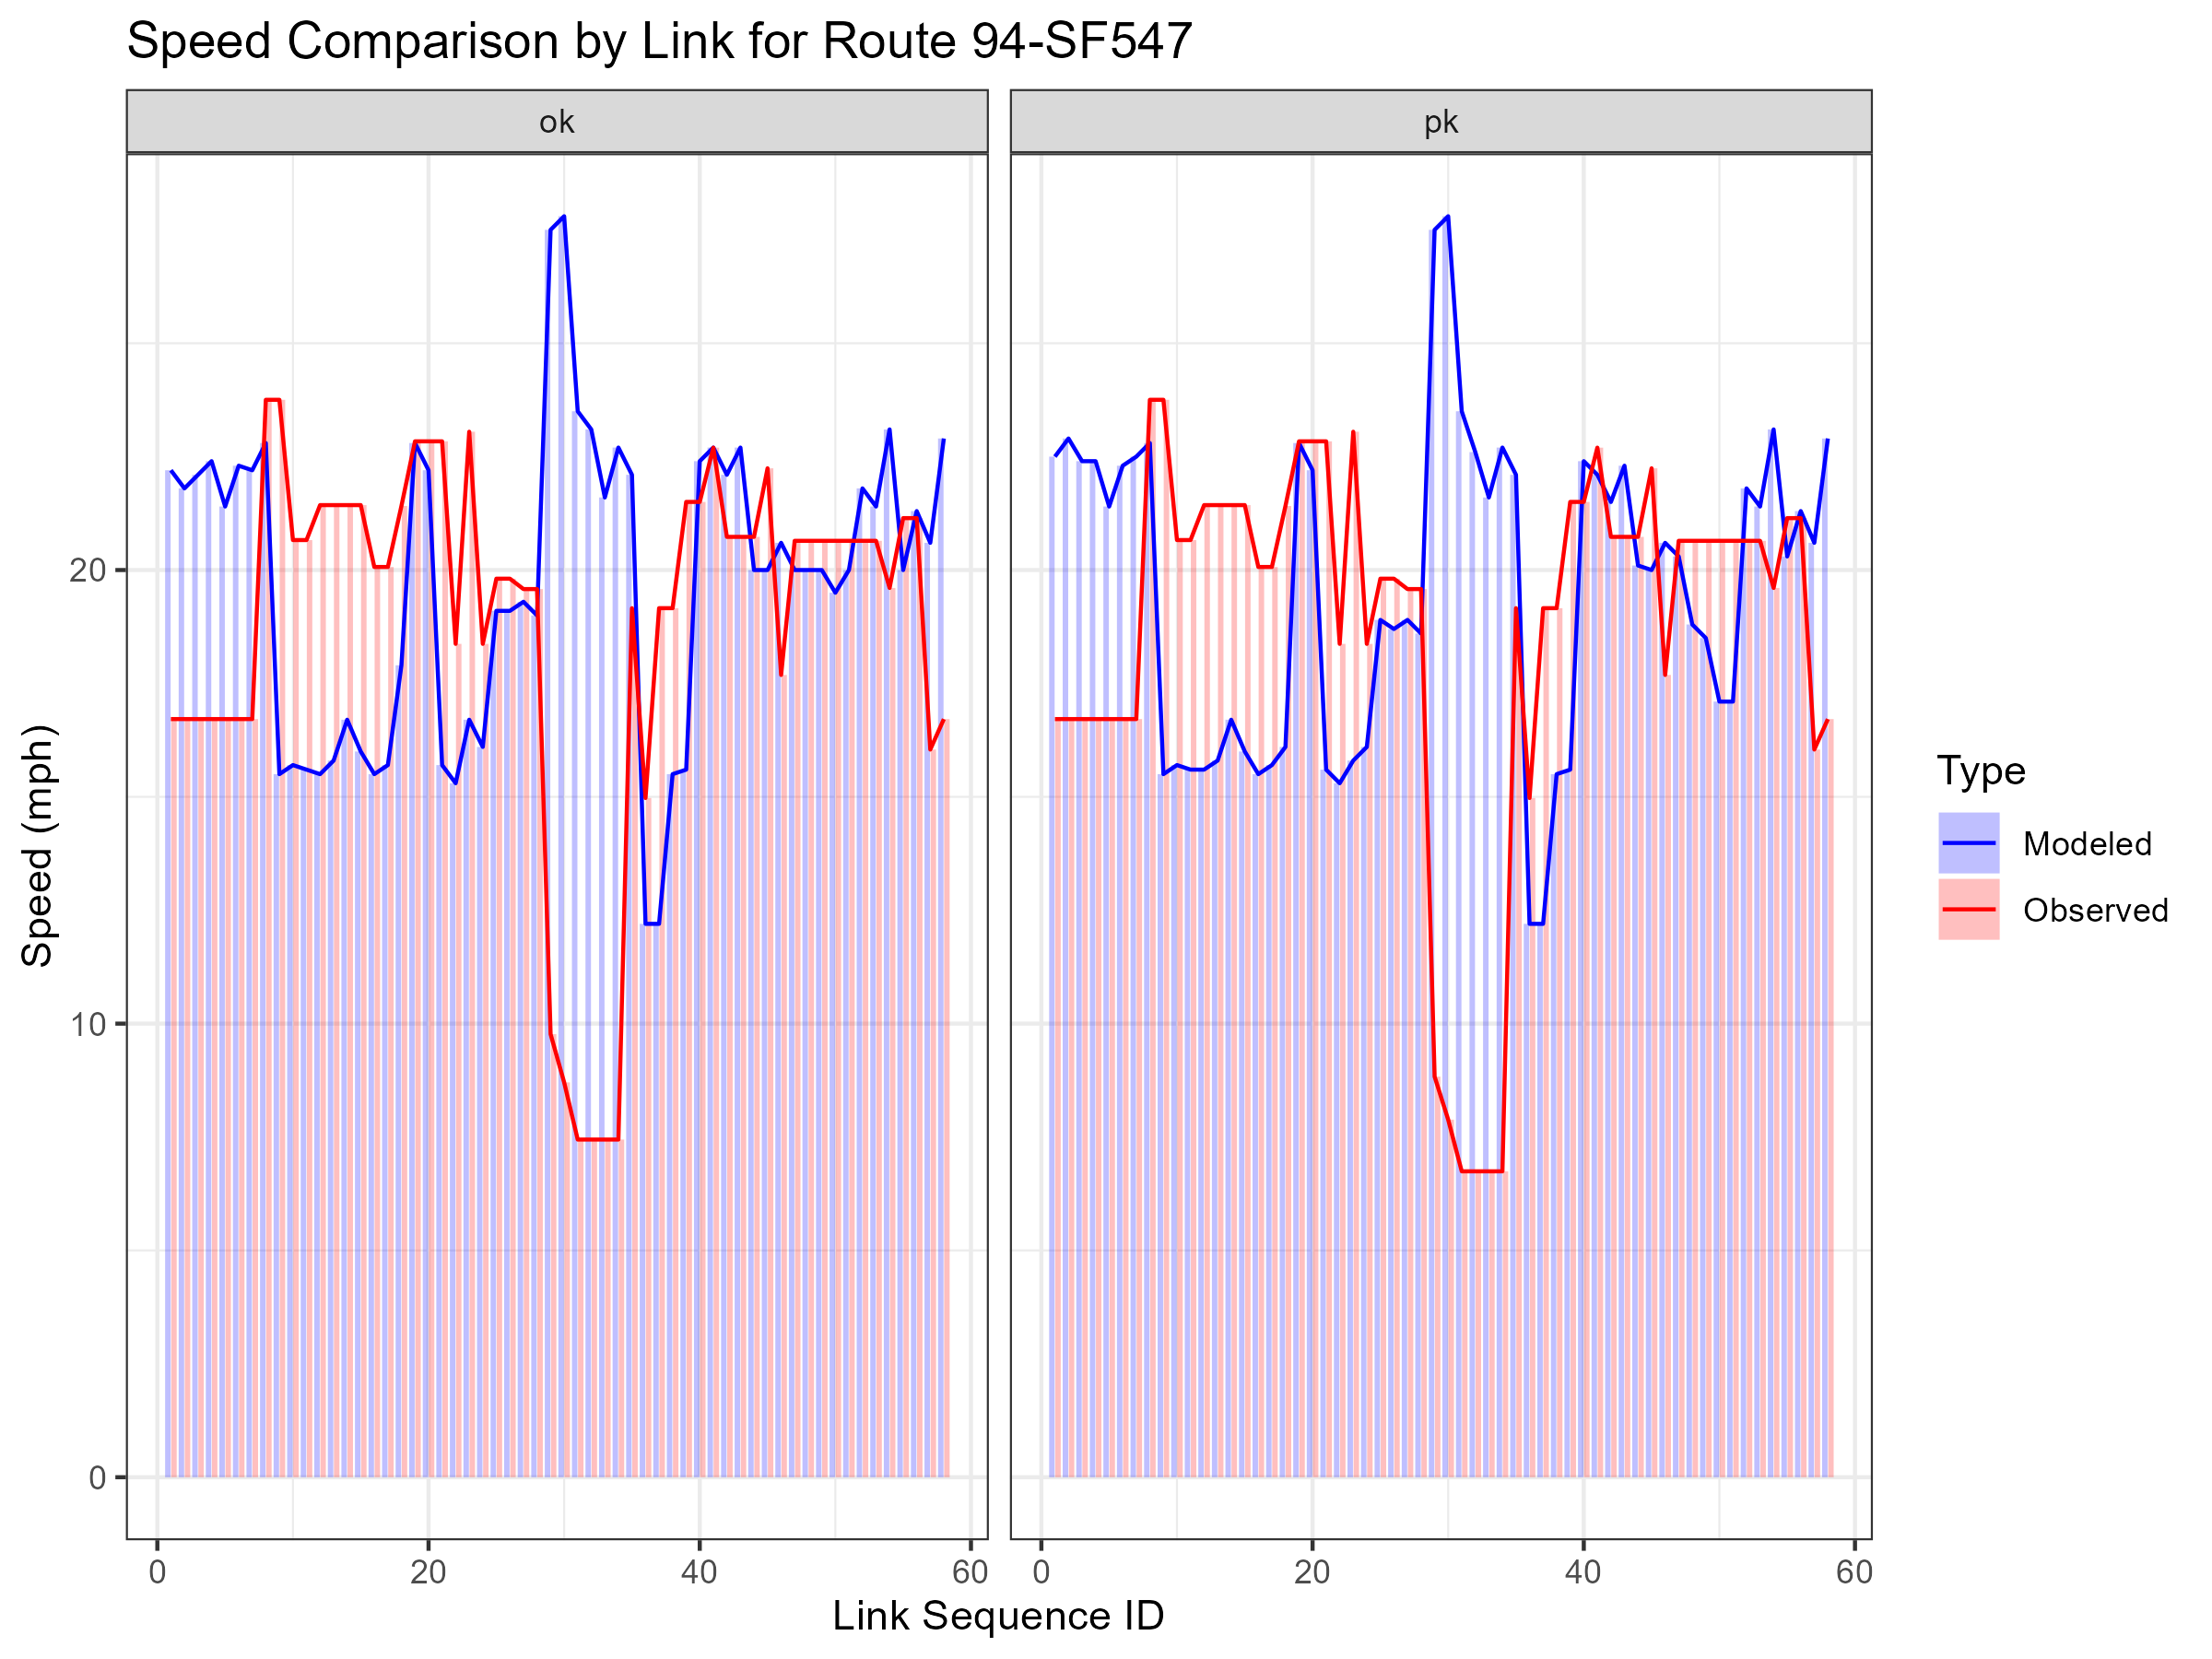 Speed Comparison by Link for Route 94-SF547
ok
pk
Speed (mph)
20
10
0
0
20
40
60
0
20
40
60
Link Sequence ID
Type
Modeled
Observed